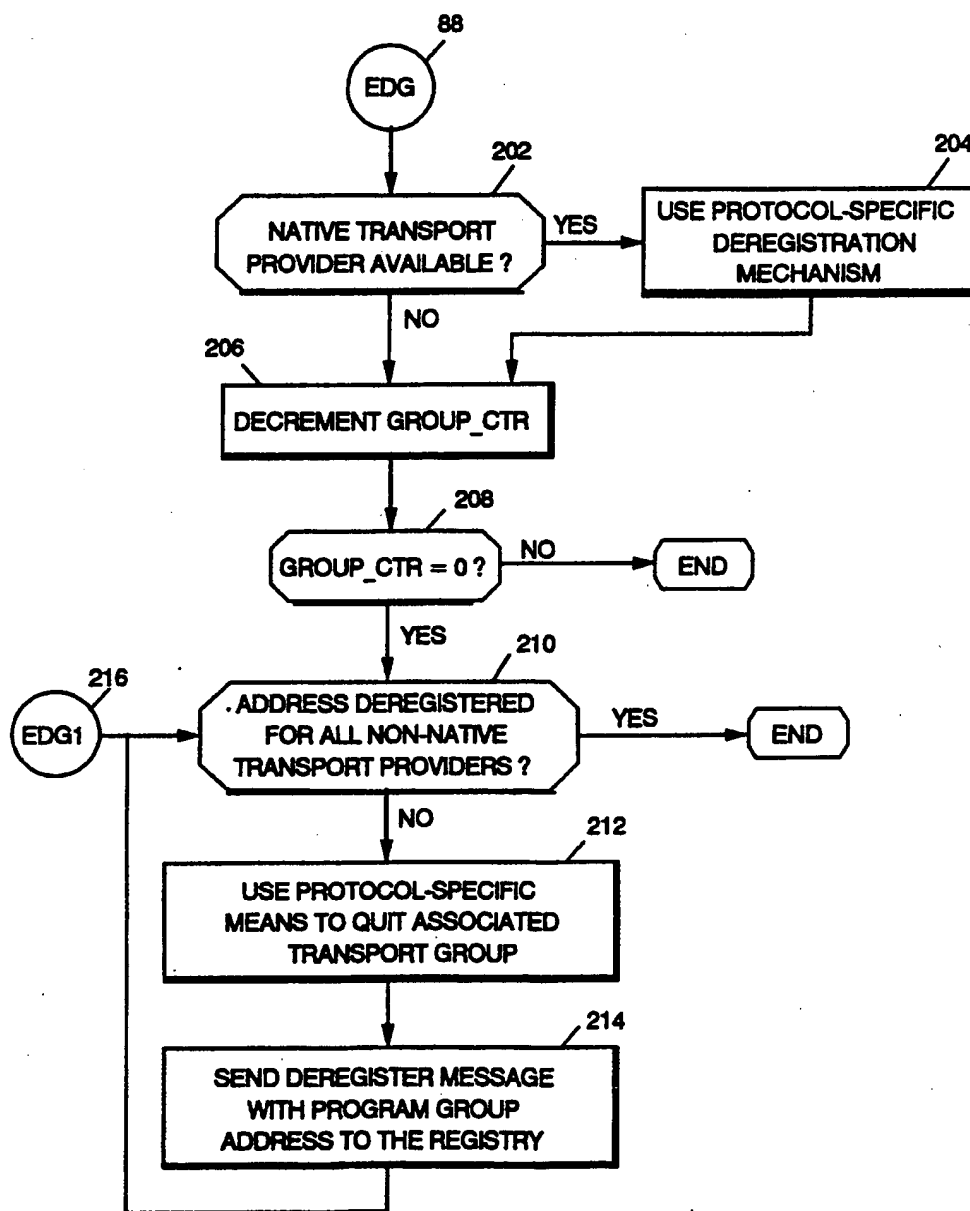 88
EDG
202
204
NATIVE TRANSPORT
PROVIDER AVAILABLE ?
YES
USE PROTOCOL-SPECIFIC
DEREGISTRATION
MECHANISM
NO
206
DECREMENT GROUP_CTR
208
GROUP_CTR = 0 ?
NO
END
YES
210
216
EDG1
ADDRESS DEREGISTERED
FOR ALL NON-NATIVE
TRANSPORT PROVIDERS ?
YES
END
NO
212
USE PROTOCOL-SPECIFIC
MEANS TO QUIT ASSOCIATED
TRANSPORT GROUP
214
SEND DEREGISTER MESSAGE
WITH PROGRAM GROUP
ADDRESS TO THE REGISTRY